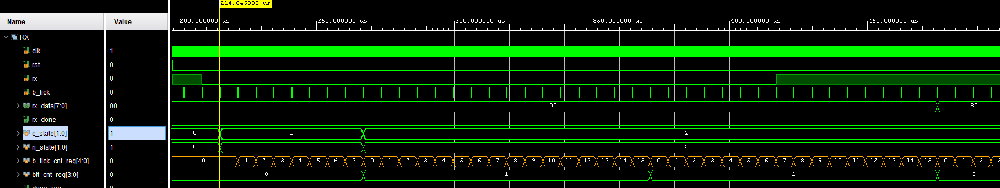 214.845000 us
Name Value 200.000000 us 250.000000 us 300.000000 us 350.000000 us 400.000000 us 450.000000 us
RX
clk 1
rst 0
rx 0
b_tick 0
rx_data[7:0] 00 00 80
rx_done 0
c_state[1:0] 1 0 1 2
n_state[1:0] 1 0 1 2
b_tick_cnt_reg[4:0] 0 0 1 2 3 4 5 6 7 0 1 2 3 4 5 6 7 8 9 10 11 12 13 14 15 0 1 2 3 4 5 6 7 8 9 10 11 12 13 14 15 0 1 2
bit_cnt_reg[3:0] 0 0 1 2 3